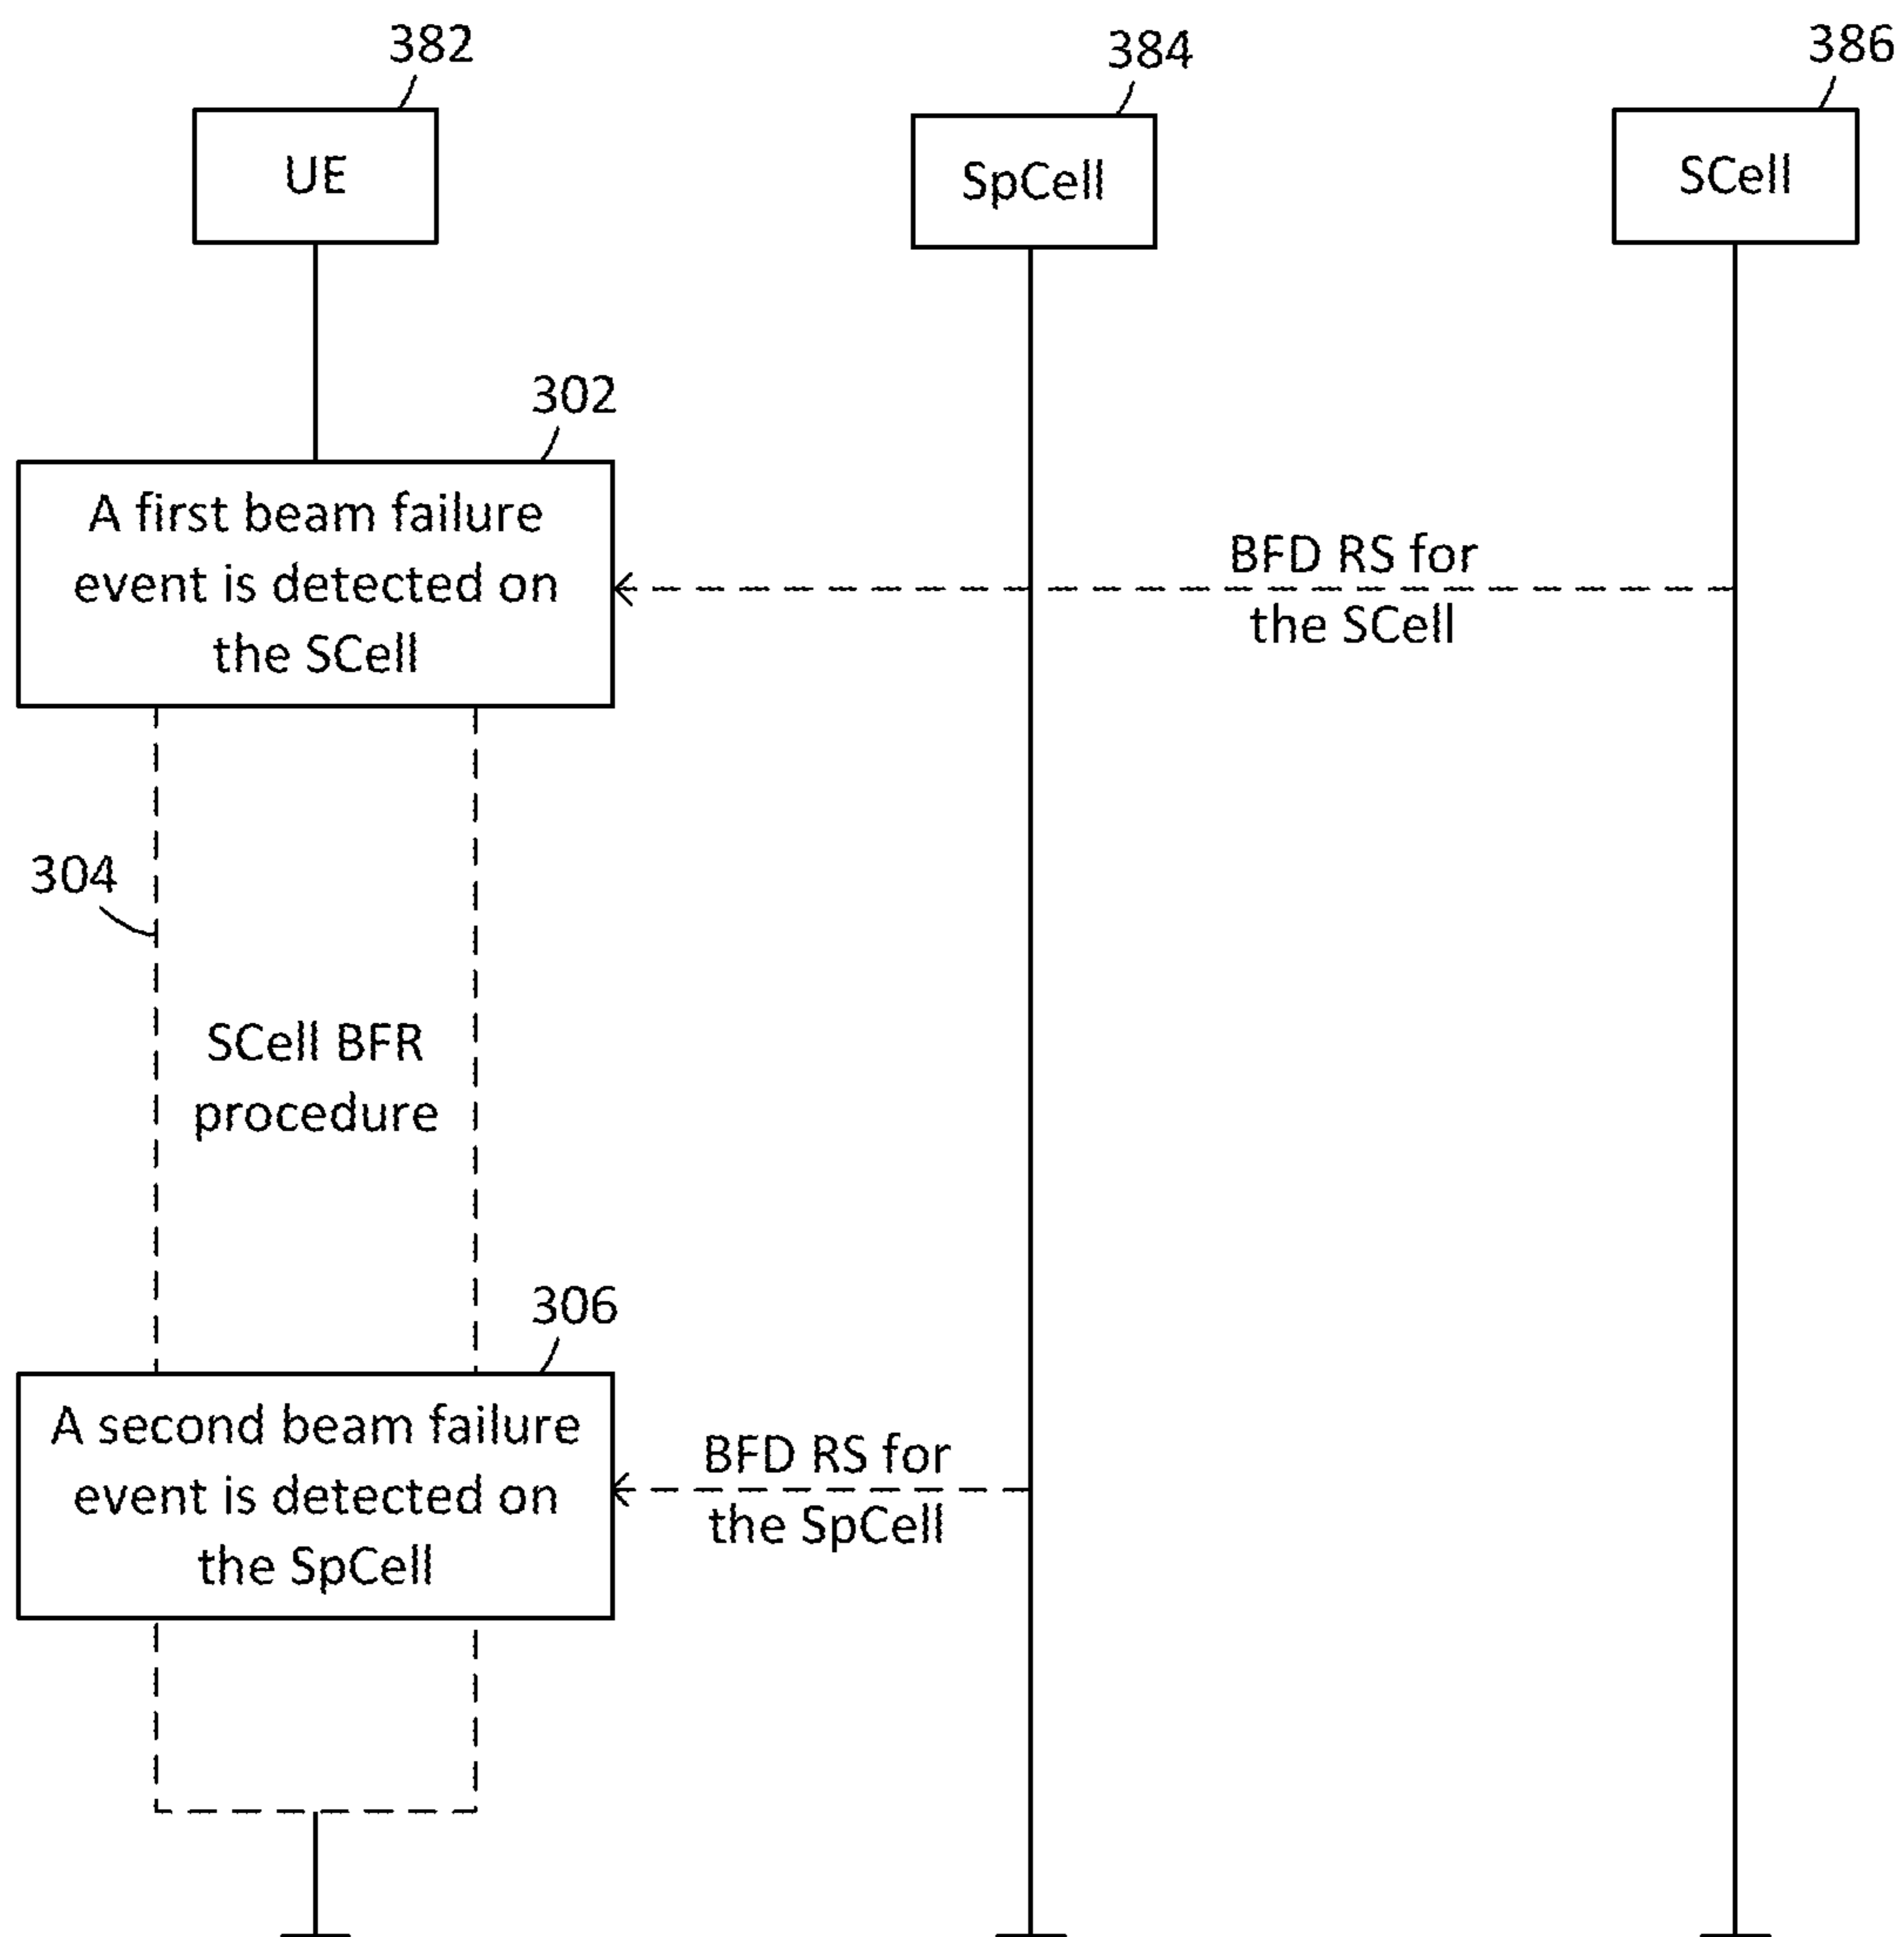 382
384
386
UE
SpCell
SCell
302
A first beam failure
event is detected on
the SCell
BFD RS for
the SCell
304
SCell BFR
procedure
306
A second beam failure
event is detected on
the SpCell
BFD RS for
the SpCell